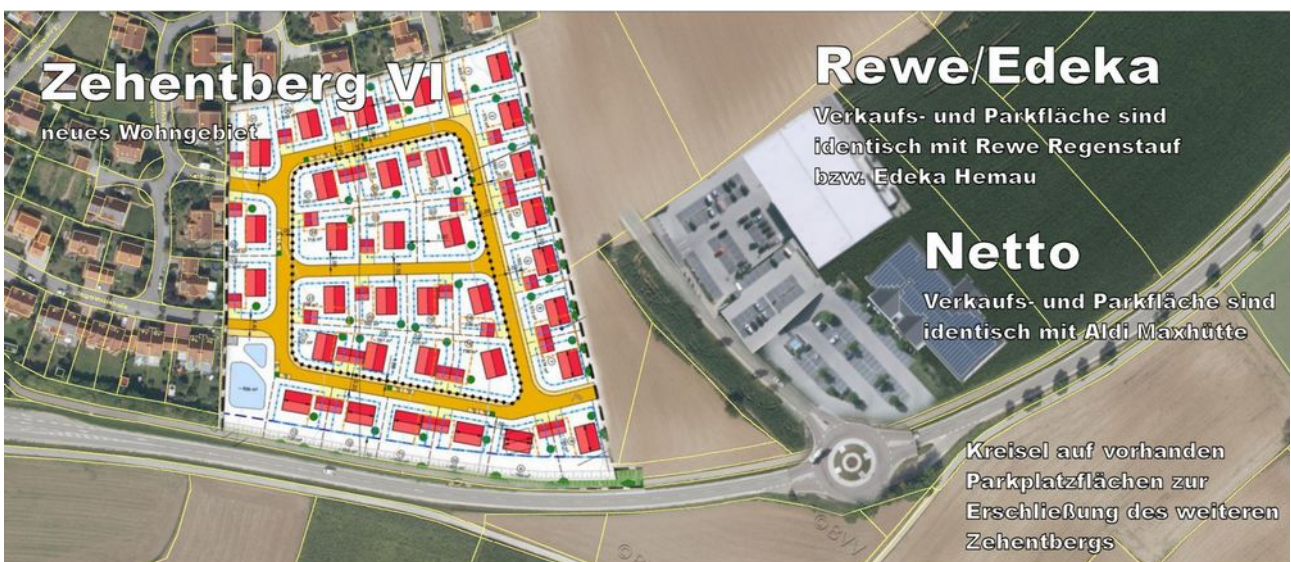 Zehentberg VI
neues Wohngebiet
Rewe/Edeka
Verkaufs- und Parkfläche sind
identisch mit Rewe Regenstauf
bzw. Edeka Hemau
Netto
Verkaufs- und Parkfläche sind
identisch mit Aldi Maxhütte
Kreisel auf vorhanden
Parkplatzflächen zur
Erschließung des weiteren
Zehentbergs
©BVV